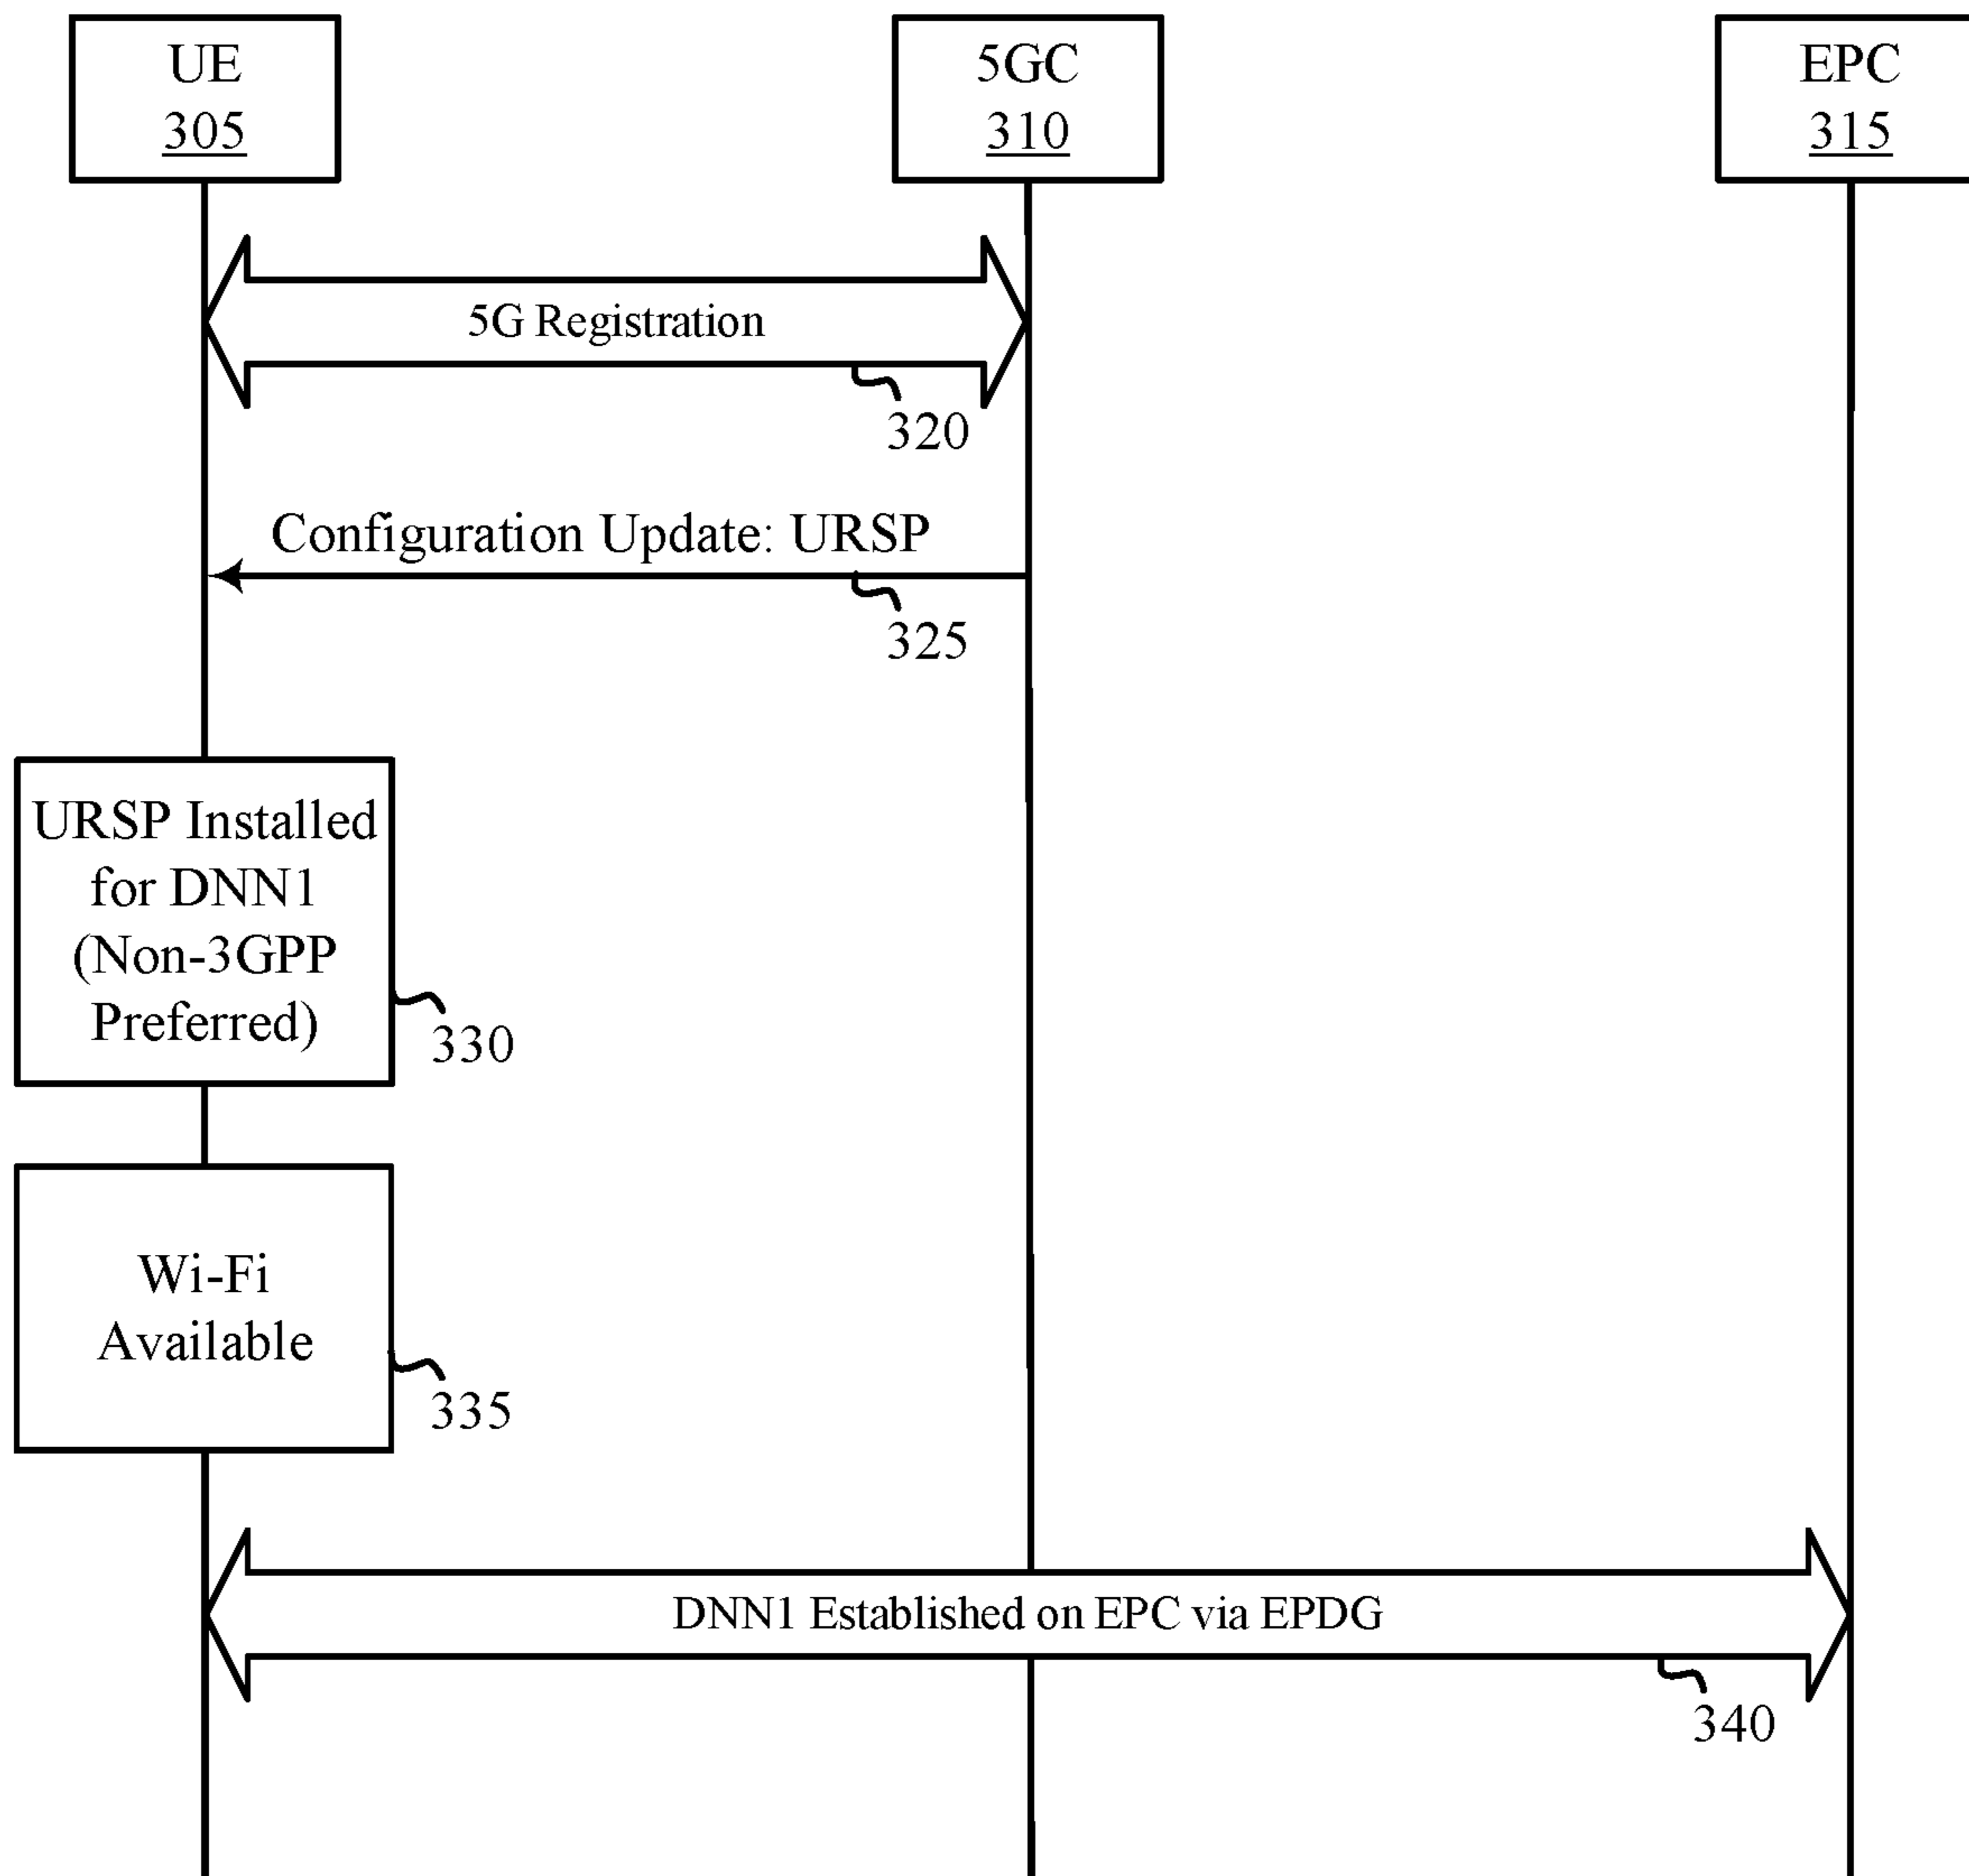 UE
305
5GC
310
EPC
315
5G Registration
320
Configuration Update: URSP
325
URSP Installed
for DNN1
(Non-3GPP
Preferred)
330
Wi-Fi
Available
335
DNN1 Established on EPC via EPDG
340